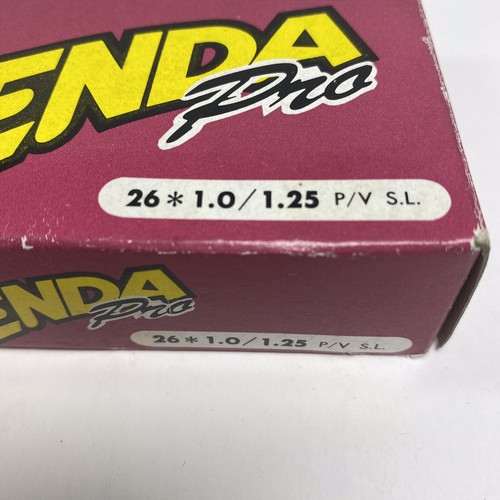 ENDA
Pro
26 * 1.0 / 1.25 P/V S.L.
ENDA
Pro
26 * 1.0 / 1.25 P/V S.L.